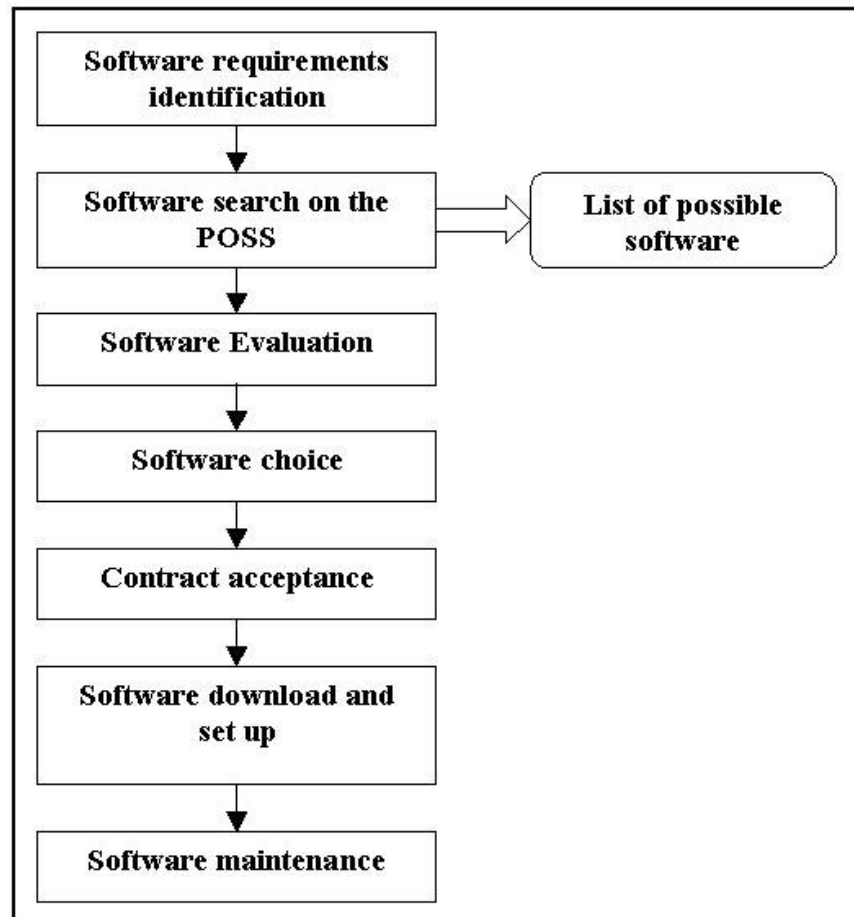 Software requirements
identification
Software search on the
POSS
List of possible
software
Software Evaluation
Software choice
Contract acceptance
Software download and
set up
Software maintenance